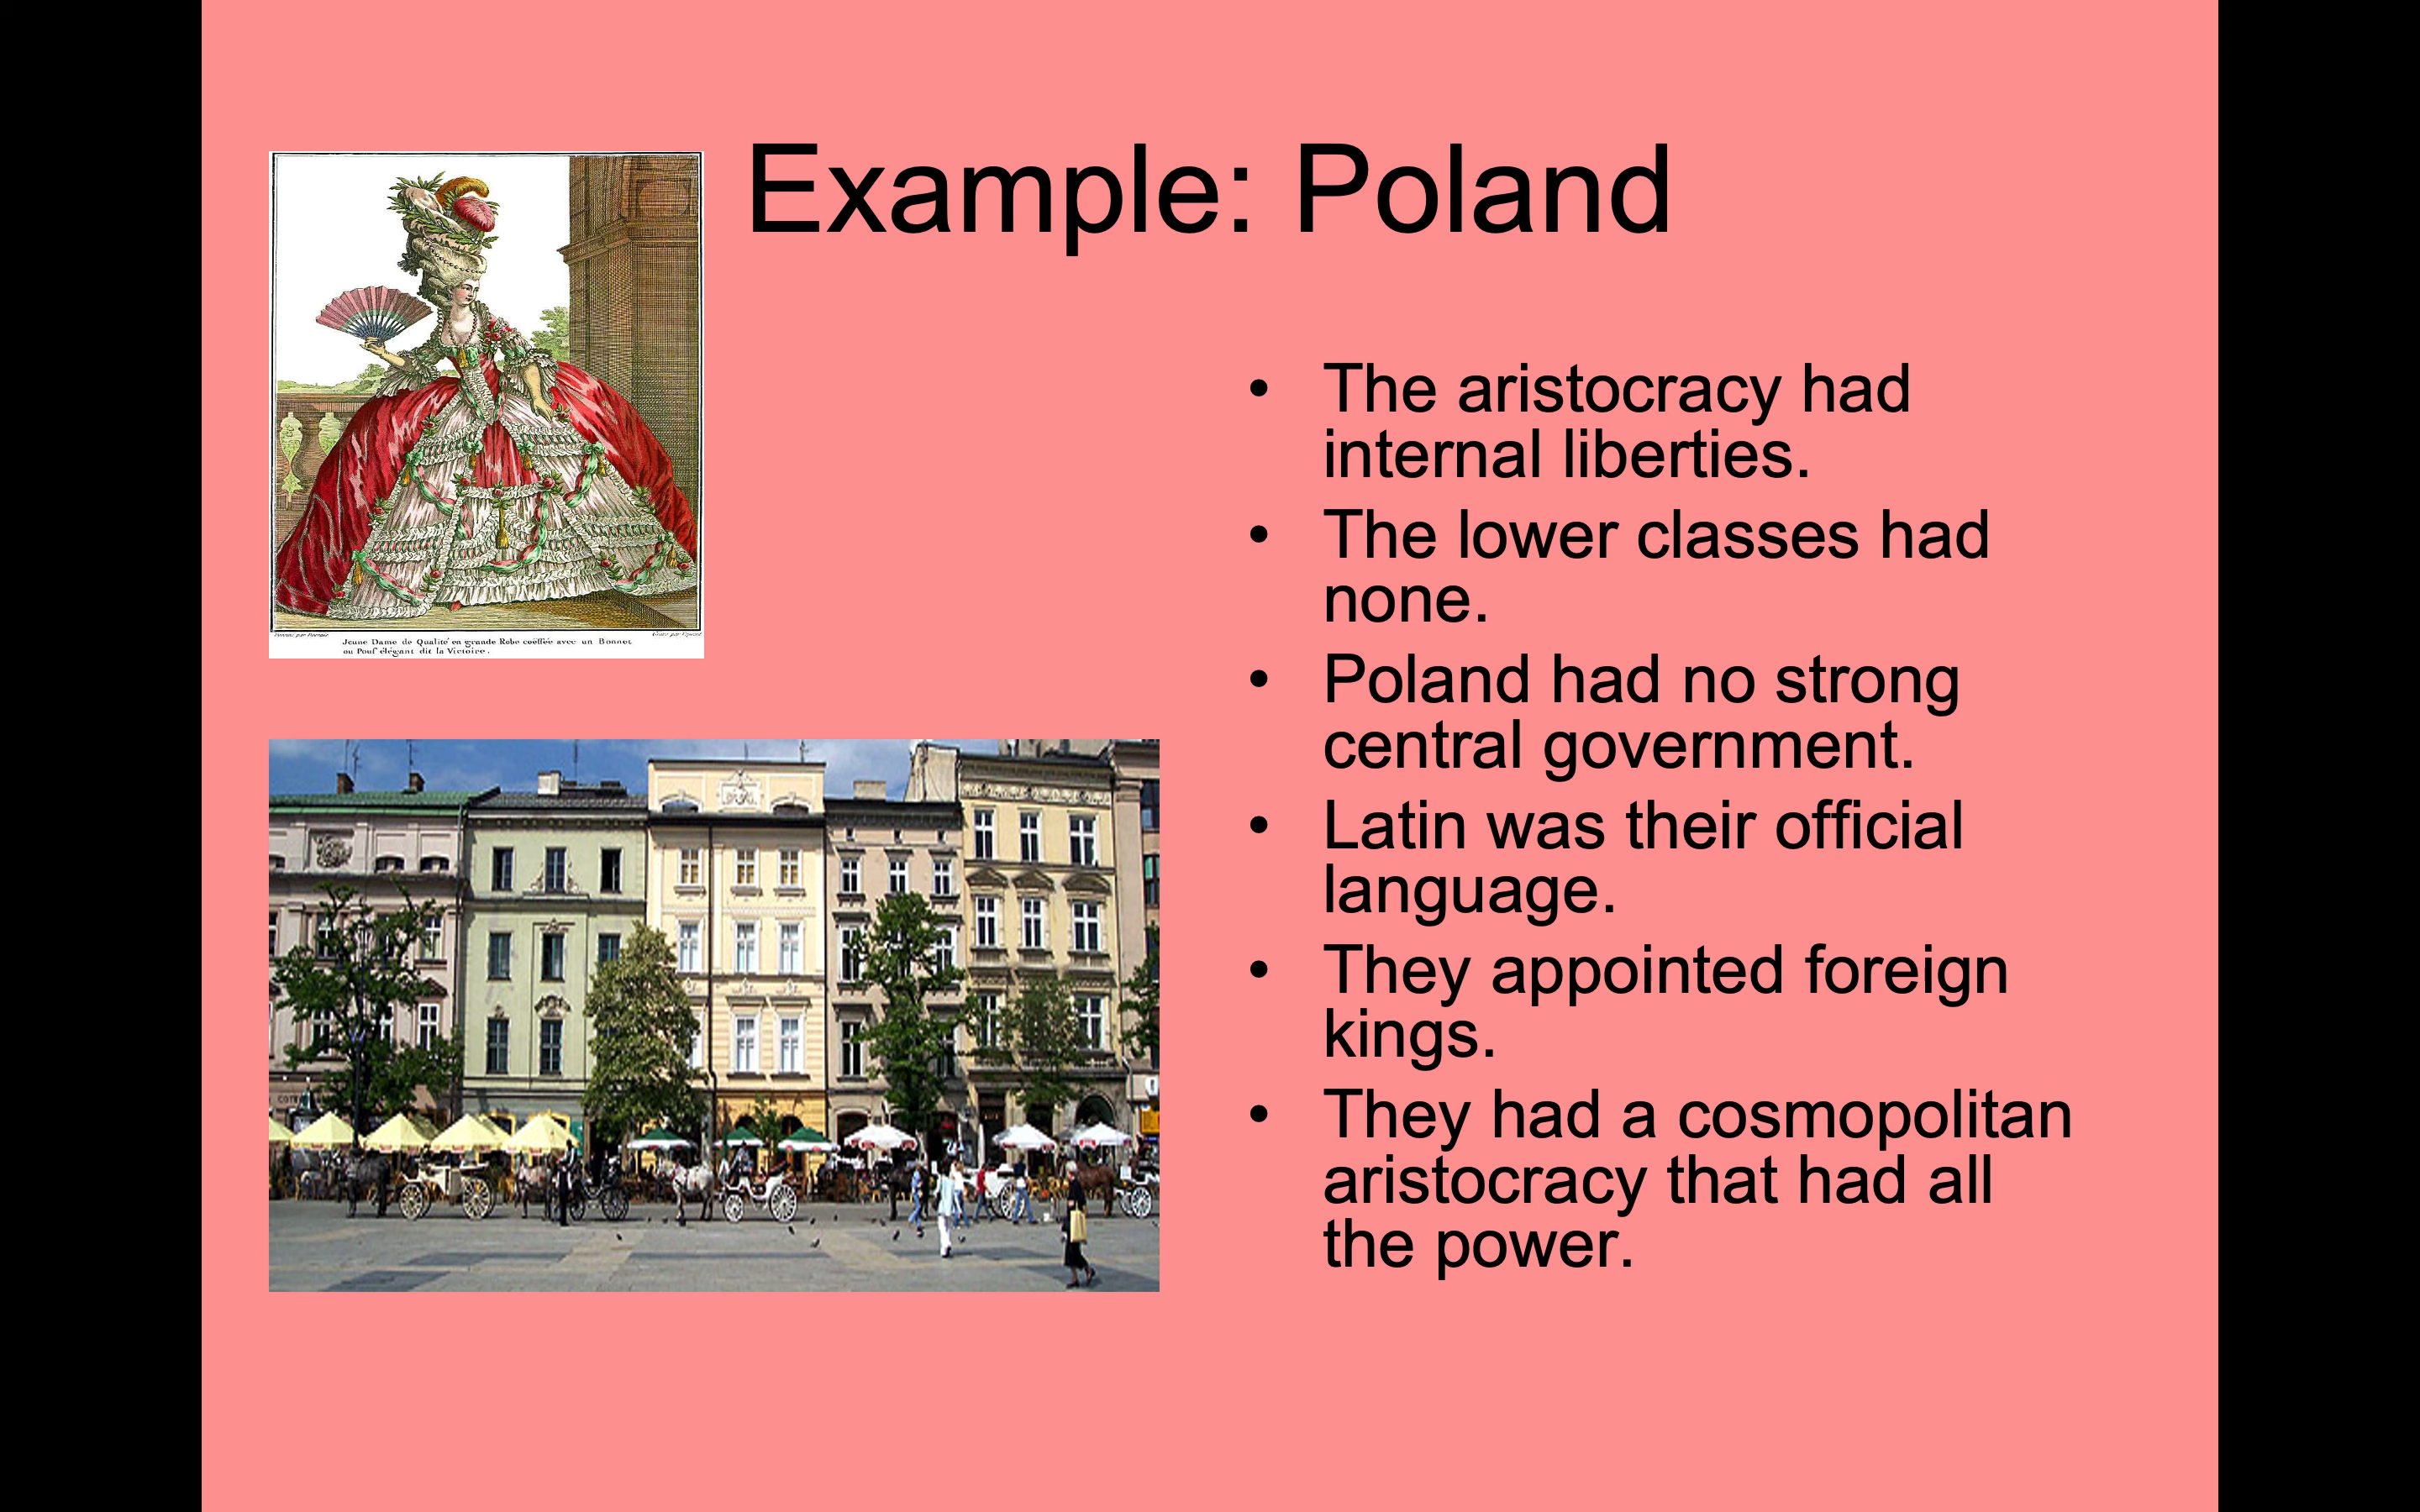 Example: Poland
Jeune Dame de Qualité en grande Robe coëffée avec un Bonnet
ou Pouf élégant dit la Victoire.
• The aristocracy had
internal liberties.
• The lower classes had
none.
• Poland had no strong
central government.
• Latin was their official
language.
• They appointed foreign
kings.
• They had a cosmopolitan
aristocracy that had all
the power.